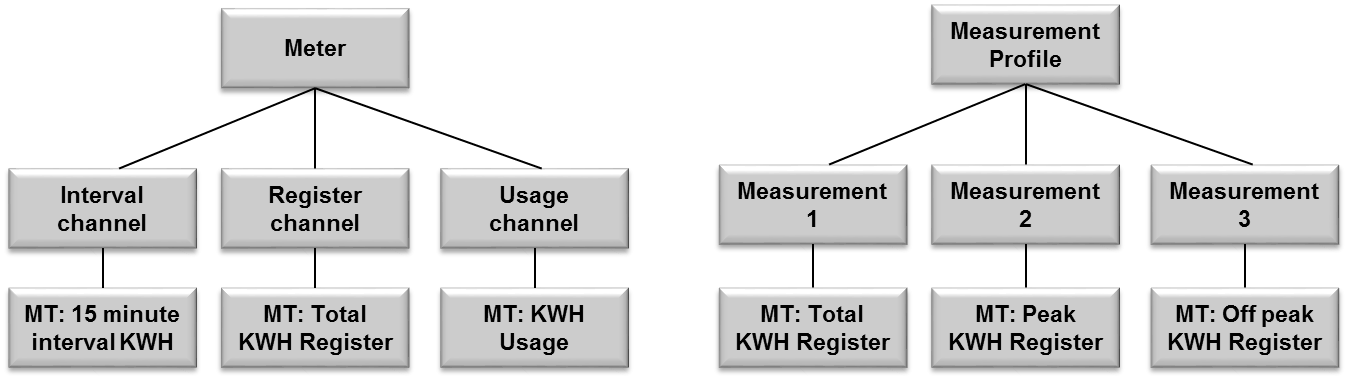 Meter
Interval
channel
Register
channel
Usage
channel
MT: 15 minute
interval KWH
MT: Total
KWH Register
MT: KWH
Usage
Measurement
Profile
Measurement
1
Measurement
2
Measurement
3
MT: Total
KWH Register
MT: Peak
KWH Register
MT: Off peak
KWH Register